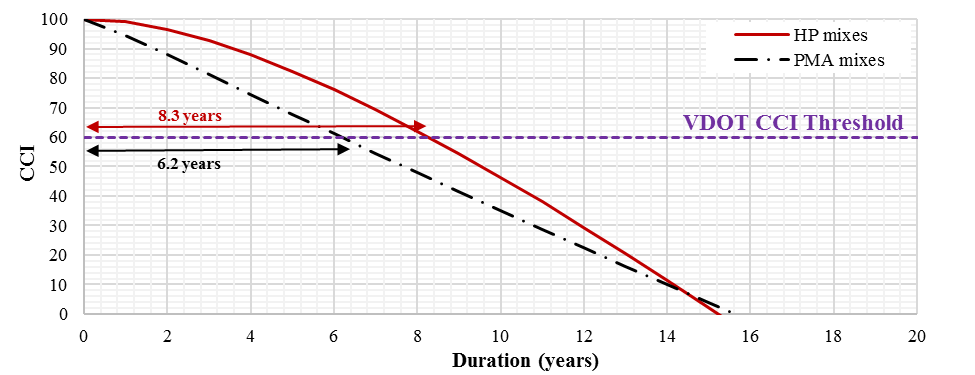 100
90
80
70
60
50
40
30
20
10
0
CCI
HP mixes
PMA mixes
8.3 years
VDOT CCI Threshold
6.2 years
0 2 4 6 8 10 12 14 16 18 20
Duration (years)